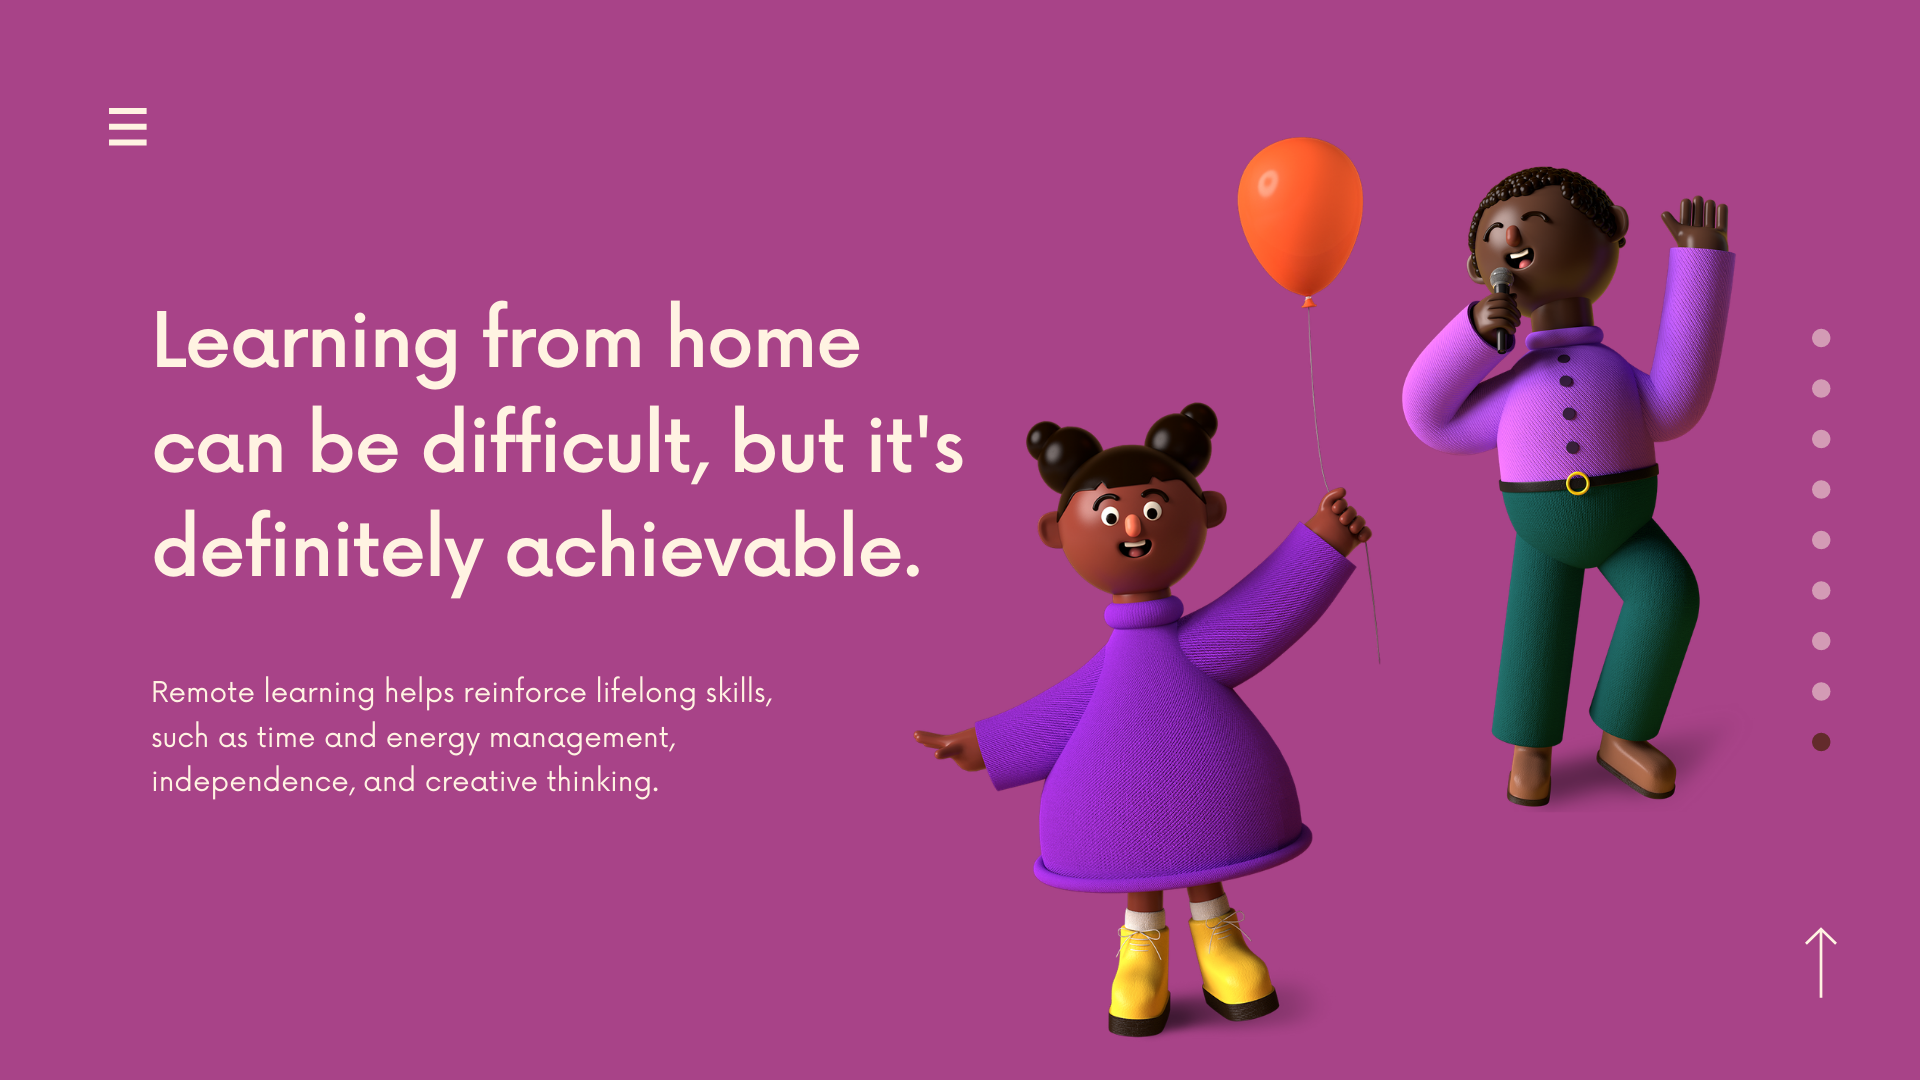 Learning from home
can be difficult, but it's
definitely achievable.
Remote learning helps reinforce lifelong skills,
such as time and energy management,
independence, and creative thinking.